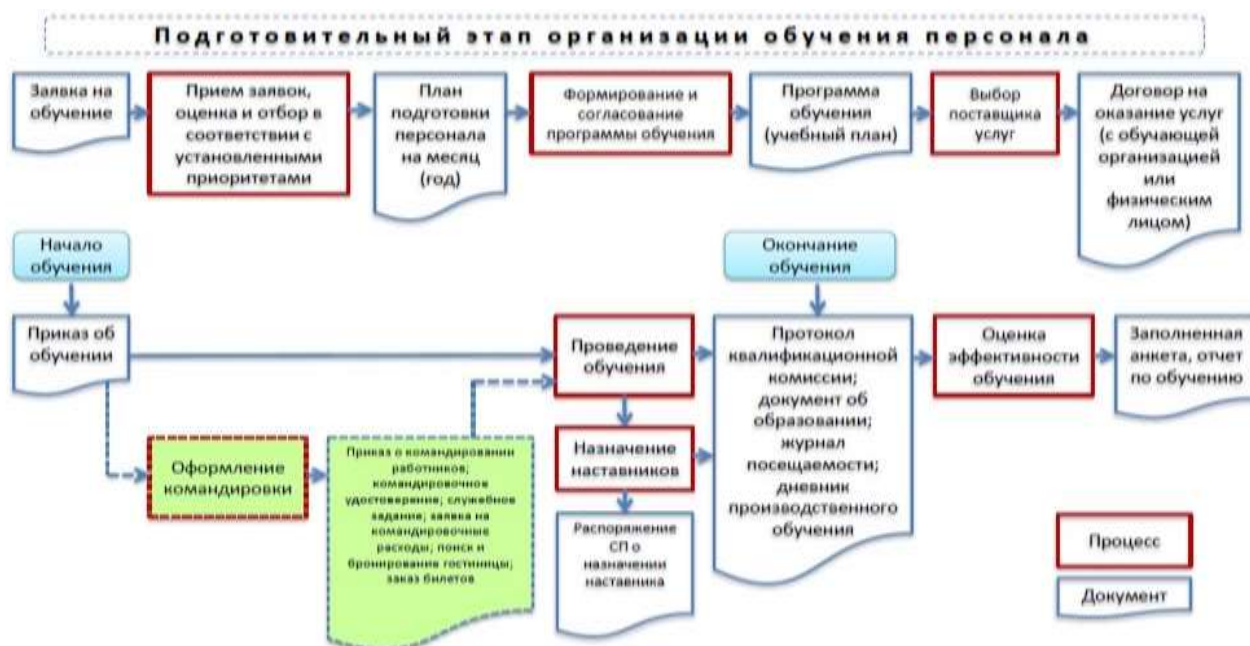 Подготовительный этап организации обучения персонала
Заявка на
обучение
Прием заявок,
оценка и отбор в
соответствии с
установленными
приоритетами
План
подготовки
персонала
на месяц
(год)
Формирование и
согласование
программы обучения
Программа
обучения
(учебный план)
Выбор
поставщика
услуг
Договор на
оказание услуг
(с обучающей
организацией
или
физическим
лицом)
Начало
обучения
Окончание
обучения
Приказ об
обучении
Проведение
обучения
Протокол
квалификационной
комиссии;
документ об
образовании;
журнал
посещаемости;
дневник
производственного
обучения
Оценка
эффективности
обучения
Заполненная
анкета, отчет
по обучению
Оформление
командировки
Приказ о командировании
работников;
командировочное
удостоверение; служебное
задание; заявка на
командировочные
расходы; поиск и
бронирование гостиницы;
заказ билетов
Назначение
наставников
Распоряжение
СП о
назначении
наставника
Процесс
Документ